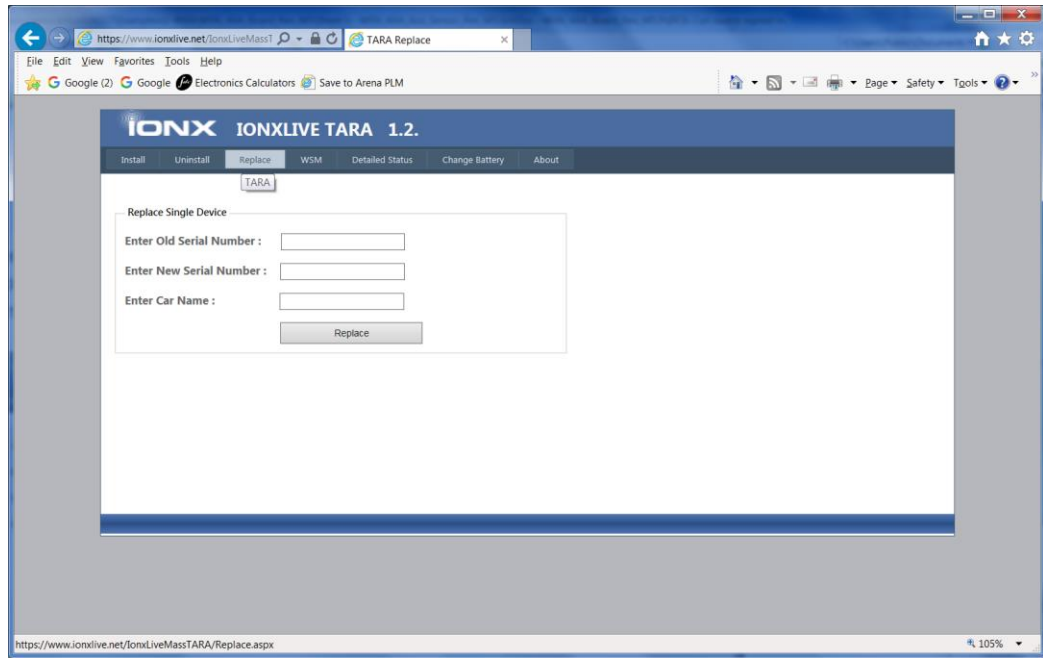 X
https://www.ionxlive.net/IonxLiveMassT
TARA Replace
File Edit View Favorites Tools Help
Google (2) Google Electronics Calculators Save to Arena PLM
Page Safety Tools
IONX IONXLIVE TARA 1.2.
Install Uninstall Replace WSM Detailed Status Change Battery About
TARA
Replace Single Device
Enter Old Serial Number :
Enter New Serial Number :
Enter Car Name :
Replace
https://www.ionxlive.net/IonxLiveMassTARA/Replace.aspx
105%